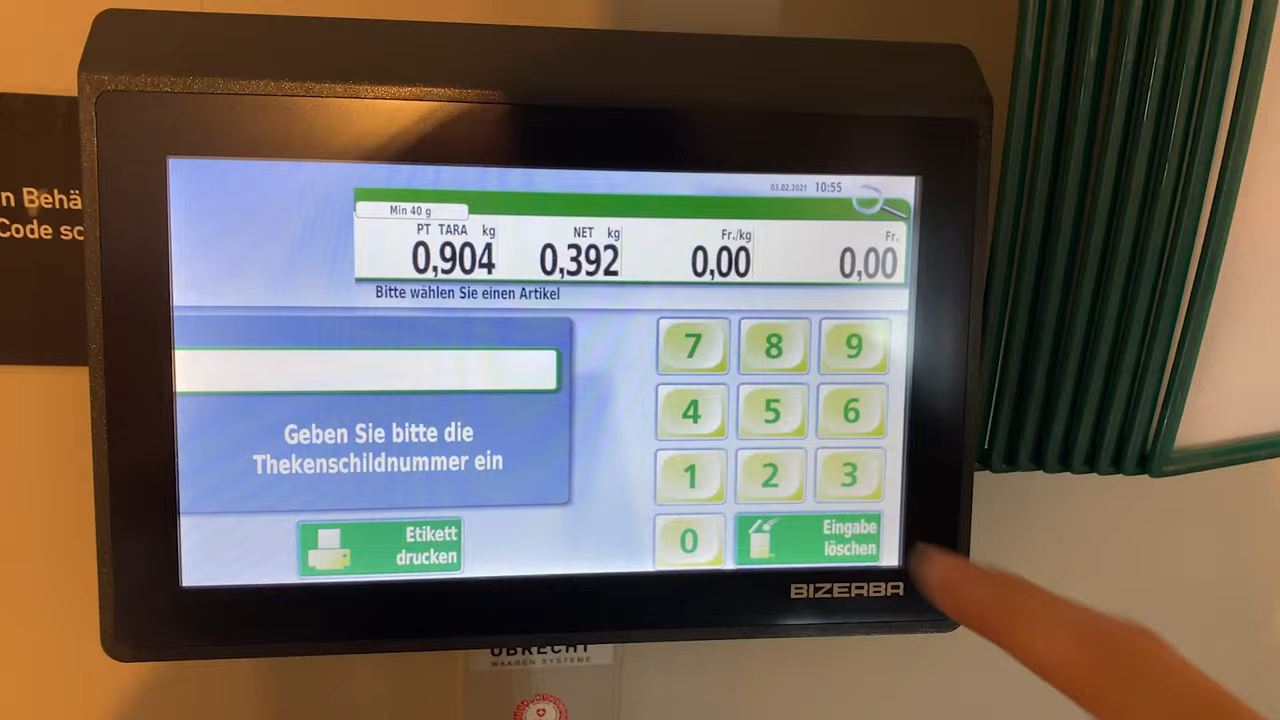 n Behä
Code sc
03.02.2021 10:55
Min 40 g
PT TARA kg
NET kg
Fr./kg
Fr.
0,904
0,392
0,00
0,00
Bitte wählen Sie einen Artikel
Geben Sie bitte die
Thekenschildnummer ein
7 8 9
4 5 6
1 2 3
0
Eingabe
löschen
Etikett
drucken
BIZERBA
OBRECHT
WAAGEN SYSTEME